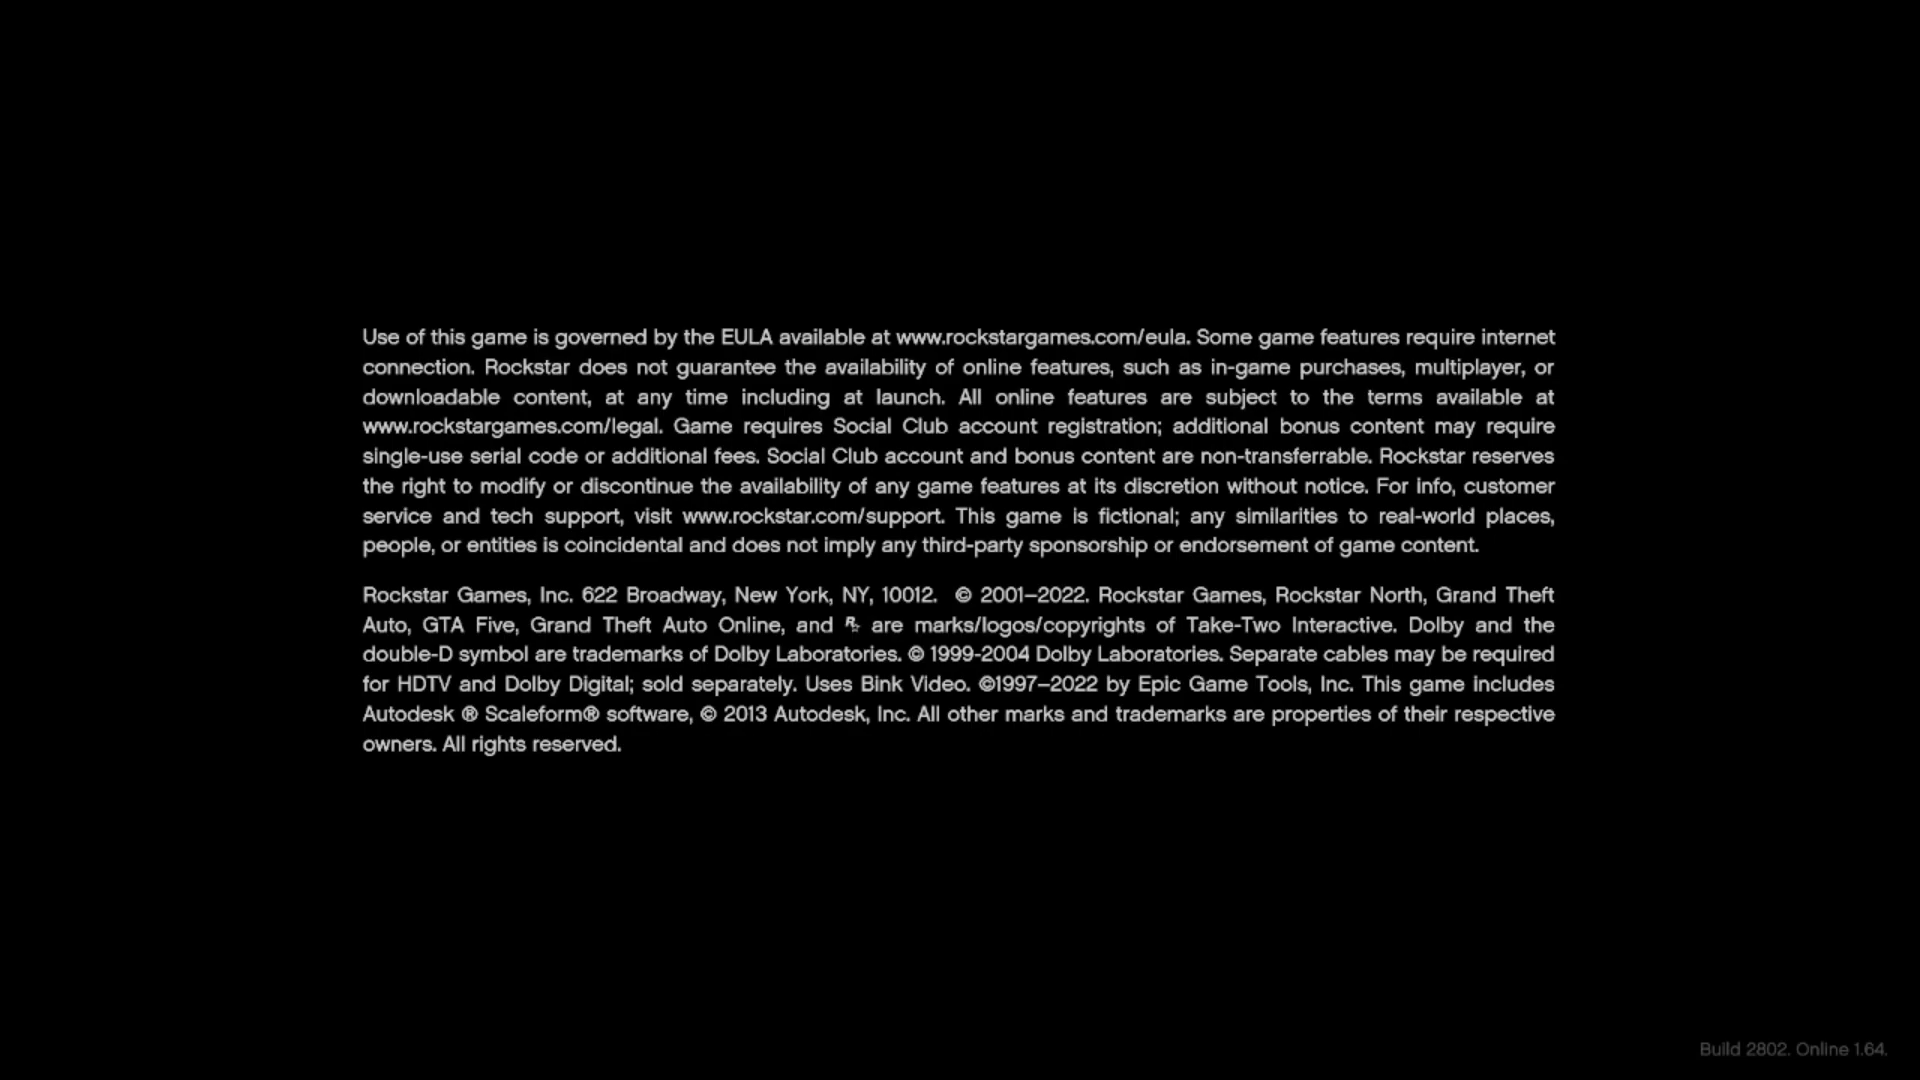 Use of this game is governed by the EULA available at www.rockstargames.com/eula. Some game features require internet
connection. Rockstar does not guarantee the availability of online features, such as in-game purchases, multiplayer, or
downloadable content, at any time including at launch. All online features are subject to the terms available at
www.rockstargames.com/legal. Game requires Social Club account registration; additional bonus content may require
single-use serial code or additional fees. Social Club account and bonus content are non-transferrable. Rockstar reserves
the right to modify or discontinue the availability of any game features at its discretion without notice. For info, customer
service and tech support, visit www.rockstar.com/support. This game is fictional; any similarities to real-world places,
people, or entities is coincidental and does not imply any third-party sponsorship or endorsement of game content.
Rockstar Games, Inc. 622 Broadway, New York, NY, 10012. © 2001–2022. Rockstar Games, Rockstar North, Grand Theft
Auto, GTA Five, Grand Theft Auto Online, and R* are marks/logos/copyrights of Take-Two Interactive. Dolby and the
double-D symbol are trademarks of Dolby Laboratories. © 1999-2004 Dolby Laboratories. Separate cables may be required
for HDTV and Dolby Digital; sold separately. Uses Bink Video. ©1997–2022 by Epic Game Tools, Inc. This game includes
Autodesk ® Scaleform® software, © 2013 Autodesk, Inc. All other marks and trademarks are properties of their respective
owners. All rights reserved.
Build 2802. Online 1.64.